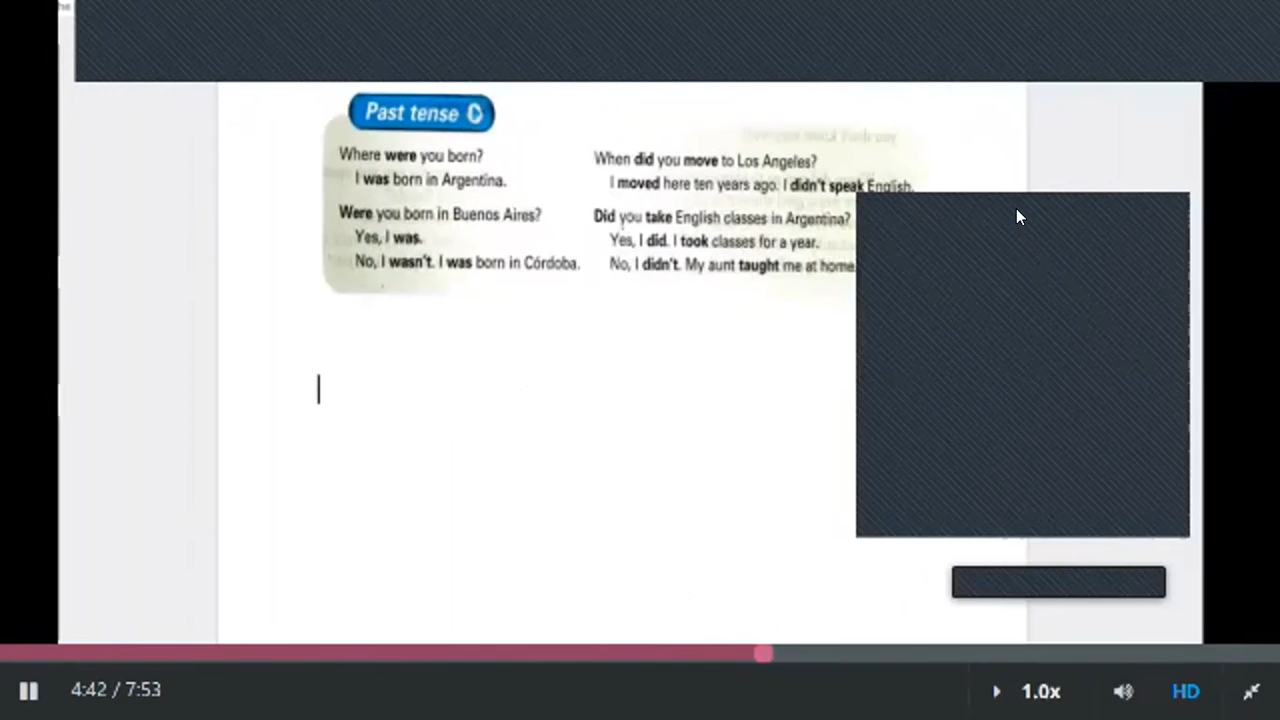 he
Past tense
Where were you born?
I was born in Argentina.
Were you born in Buenos Aires?
Yes, I was.
No, I wasn't. I was born in Córdoba.
When did you move to Los Angeles?
I moved here ten years ago. I didn't speak English.
Did you take English classes in Argentina?
Yes, I did. I took classes for a year.
No, I didn't. My aunt taught me at home
4:42 / 7:53
1.0x
HD